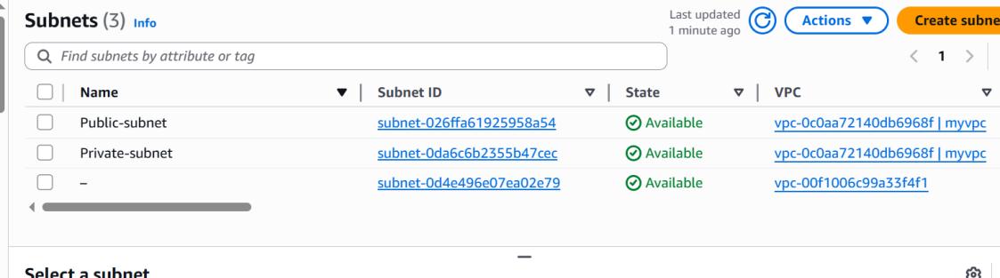 Subnets (3) Info
Last updated
1 minute ago
Actions
Create subne
Find subnets by attribute or tag
1
Name Subnet ID State VPC
Public-subnet subnet-026ffa61925958a54 Available vpc-0c0aa72140db6968f | myvpc
Private-subnet subnet-0da6c6b2355b47cec Available vpc-0c0aa72140db6968f | myvpc
– subnet-0d4e496e07ea02e79 Available vpc-00f1006c99a33f4f1
Select a subnet